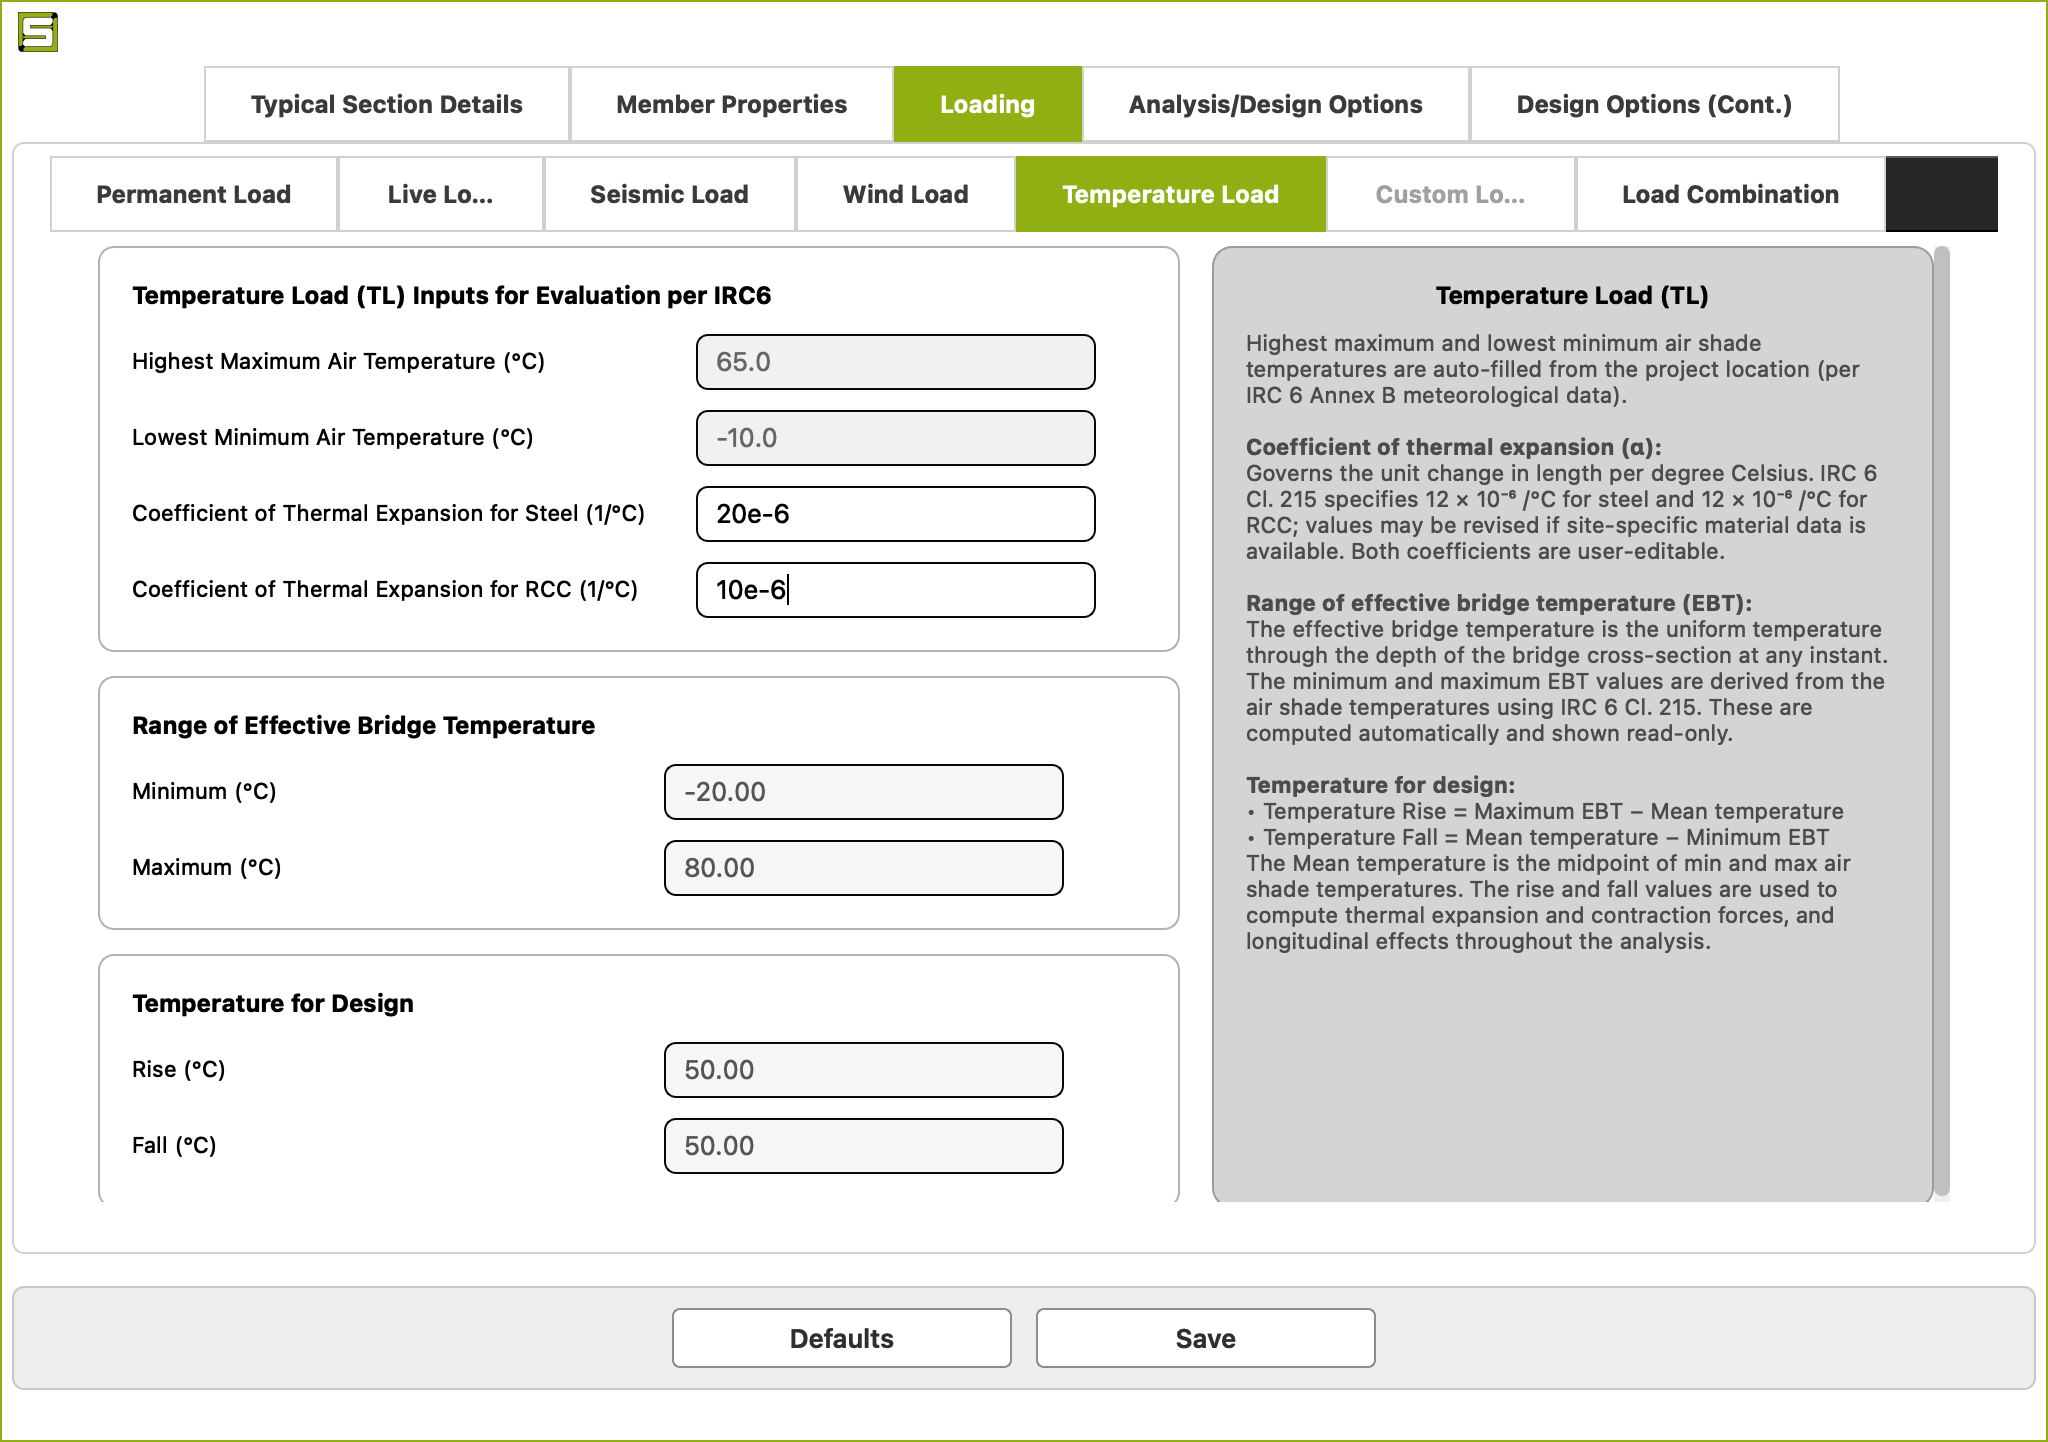 Typical Section Details
Member Properties
Loading
Analysis/Design Options
Design Options (Cont.)
Permanent Load
Live Lo...
Seismic Load
Wind Load
Temperature Load
Custom Lo...
Load Combination
Temperature Load (TL) Inputs for Evaluation per IRC6
Highest Maximum Air Temperature (°C)
65.0
Lowest Minimum Air Temperature (°C)
-10.0
Coefficient of Thermal Expansion for Steel (1/°C)
20e-6
Coefficient of Thermal Expansion for RCC (1/°C)
10e-6
Range of Effective Bridge Temperature
Minimum (°C)
-20.00
Maximum (°C)
80.00
Temperature for Design
Rise (°C)
50.00
Fall (°C)
50.00
Temperature Load (TL)
Highest maximum and lowest minimum air shade
temperatures are auto-filled from the project location (per
IRC 6 Annex B meteorological data).
Coefficient of thermal expansion (α):
Governs the unit change in length per degree Celsius. IRC 6
Cl. 215 specifies 12 × 10⁻⁶ /°C for steel and 12 × 10⁻⁶ /°C for
RCC; values may be revised if site-specific material data is
available. Both coefficients are user-editable.
Range of effective bridge temperature (EBT):
The effective bridge temperature is the uniform temperature
through the depth of the bridge cross-section at any instant.
The minimum and maximum EBT values are derived from the
air shade temperatures using IRC 6 Cl. 215. These are
computed automatically and shown read-only.
Temperature for design:
• Temperature Rise = Maximum EBT – Mean temperature
• Temperature Fall = Mean temperature – Minimum EBT
The Mean temperature is the midpoint of min and max air
shade temperatures. The rise and fall values are used to
compute thermal expansion and contraction forces, and
longitudinal effects throughout the analysis.
Defaults
Save